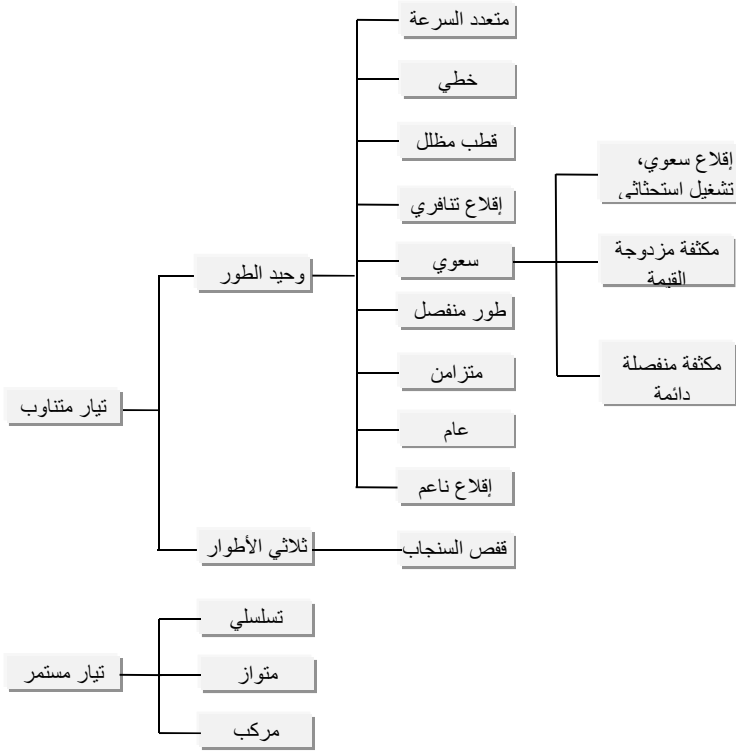 متعدد السرعة
خطي
قطب مظلل
إقلاع تنافري
سعوي
طور منفصل
متزامن
عام
إقلاع ناعم
إقلاع سعوي،
تشغيل استحثاثي
مكثفة مزدوجة
القيمة
مكثفة منفصلة
دائمة
وحيد الطور
تيار متناوب
ثلاثي الأطوار
قفص السنجاب
تسلسلي
تيار مستمر
متواز
مركب